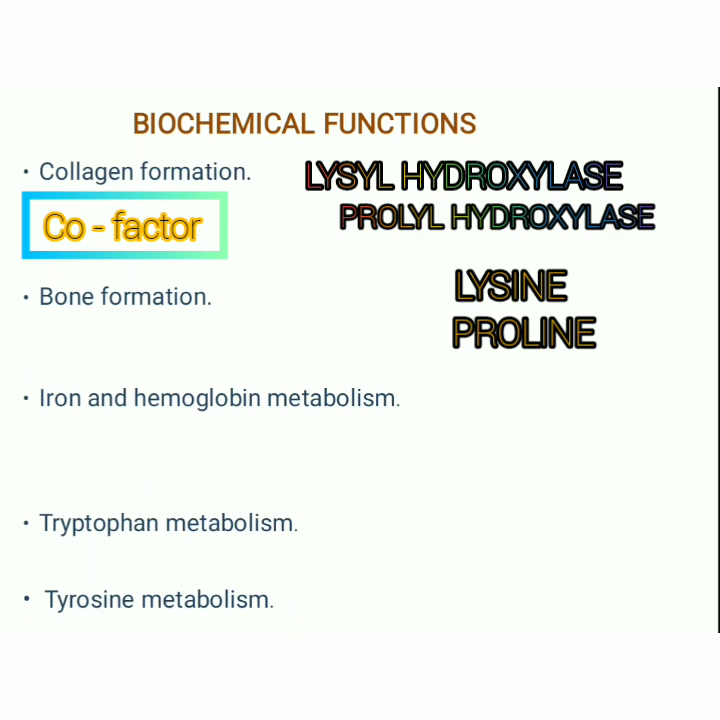 BIOCHEMICAL FUNCTIONS
• Collagen formation.
LYSYL HYDROXYLASE
PROLYL HYDROXYLASE
Co - factor
LYSINE
• Bone formation.
PROLINE
• Iron and hemoglobin metabolism.
• Tryptophan metabolism.
• Tyrosine metabolism.